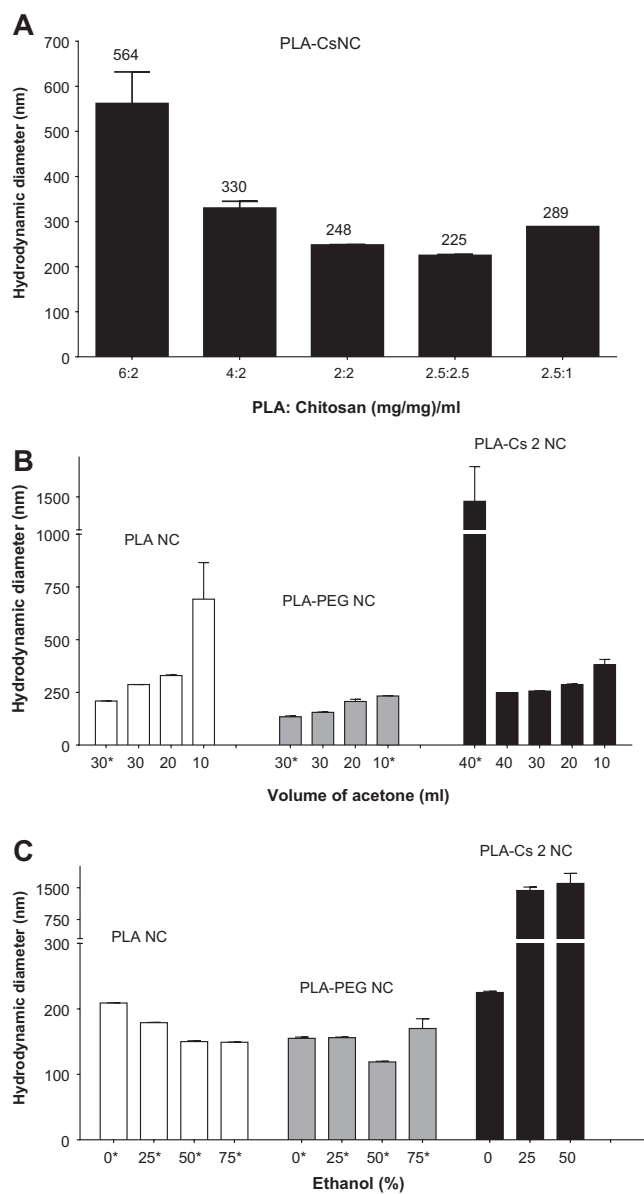 A
PLA-CsNC
Hydrodynamic diameter (nm)
700
600
500
400
300
200
100
0
564
330
248
225
289
6:2 4:2 2:2 2.5:2.5 2.5:1
PLA: Chitosan (mg/mg)/ml
B
PLA-Cs 2 NC
PLA NC
PLA-PEG NC
Hydrodynamic diameter (nm)
1500
1000
750
500
250
0
30* 30 20 10 30* 30 20 10* 40* 40 30 20 10
Volume of acetone (ml)
C
PLA-Cs 2 NC
PLA NC
PLA-PEG NC
Hydrodynamic diameter (nm)
1500
750
300
200
100
0
0* 25* 50* 75* 0* 25* 50* 75* 0 25 50
Ethanol (%)